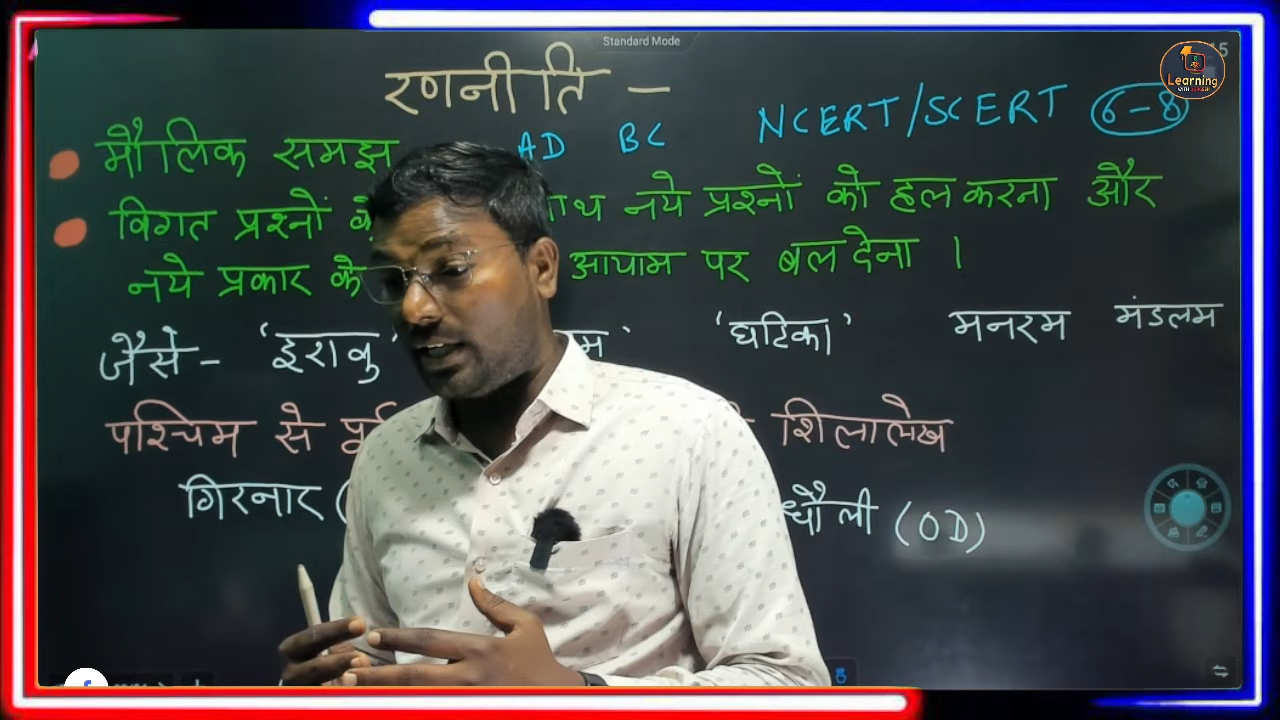 Standard Mode
15
Learning
रणनीति –
AD BC NCERT/SCERT 6-8
मौलिक समझ
विगत प्रश्नों के साथ नये प्रश्नों को हल करना और
नये प्रकार के आयाम पर बल देना ।
जैसे – 'इरावु' 'घटिका' मनरम मंडलम
पश्चिम से शिलालेख
गिरनार ( धौली (OD)